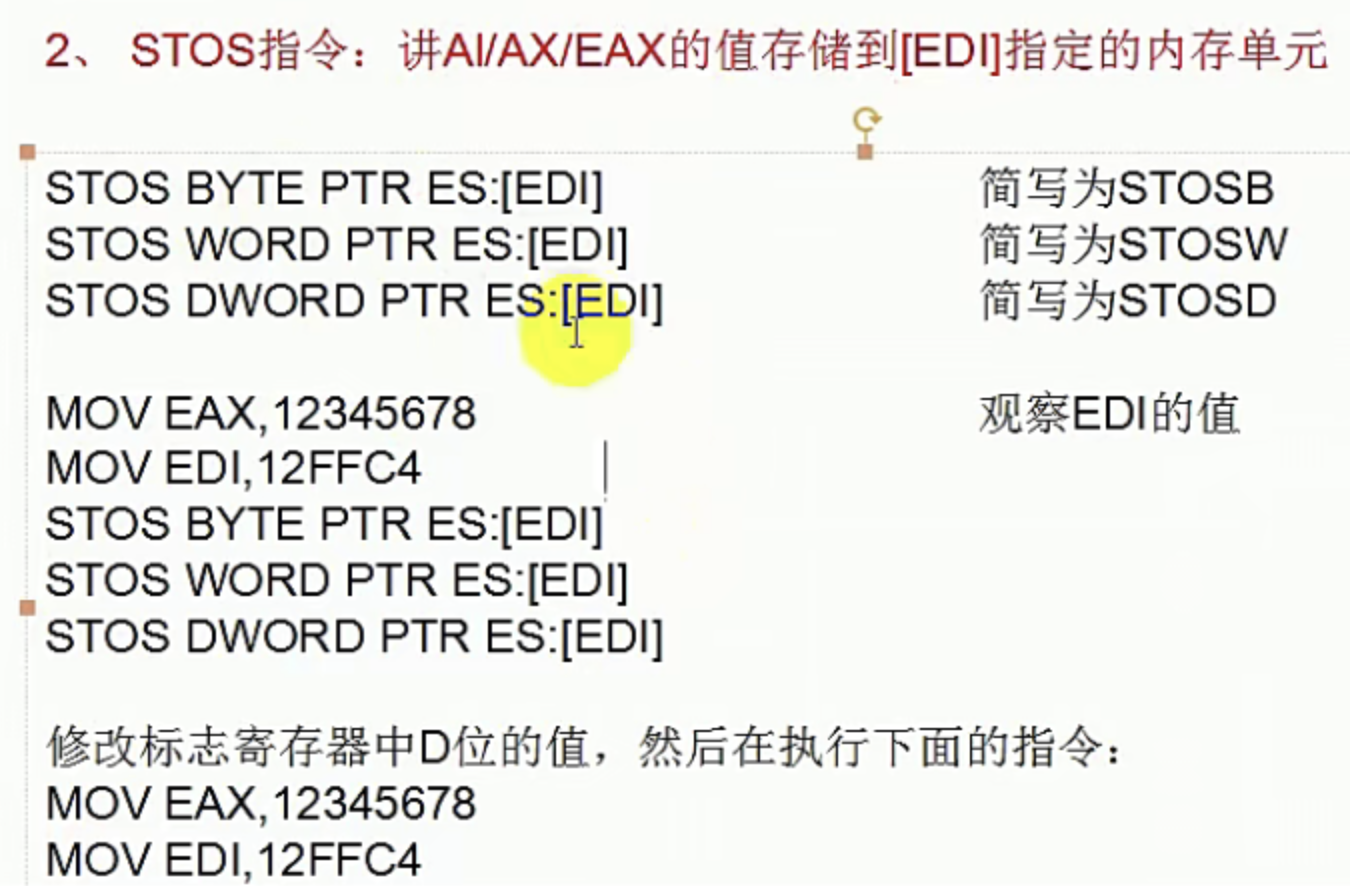 2、 STOS指令：讲Al/AX/EAX的值存储到[EDI]指定的内存单元
STOS BYTE PTR ES:[EDI] 简写为STOSB
STOS WORD PTR ES:[EDI] 简写为STOSW
STOS DWORD PTR ES:[EDI] 简写为STOSD
MOV EAX,12345678 观察EDI的值
MOV EDI,12FFC4
STOS BYTE PTR ES:[EDI]
STOS WORD PTR ES:[EDI]
STOS DWORD PTR ES:[EDI]
修改标志寄存器中D位的值，然后在执行下面的指令：
MOV EAX,12345678
MOV EDI,12FFC4